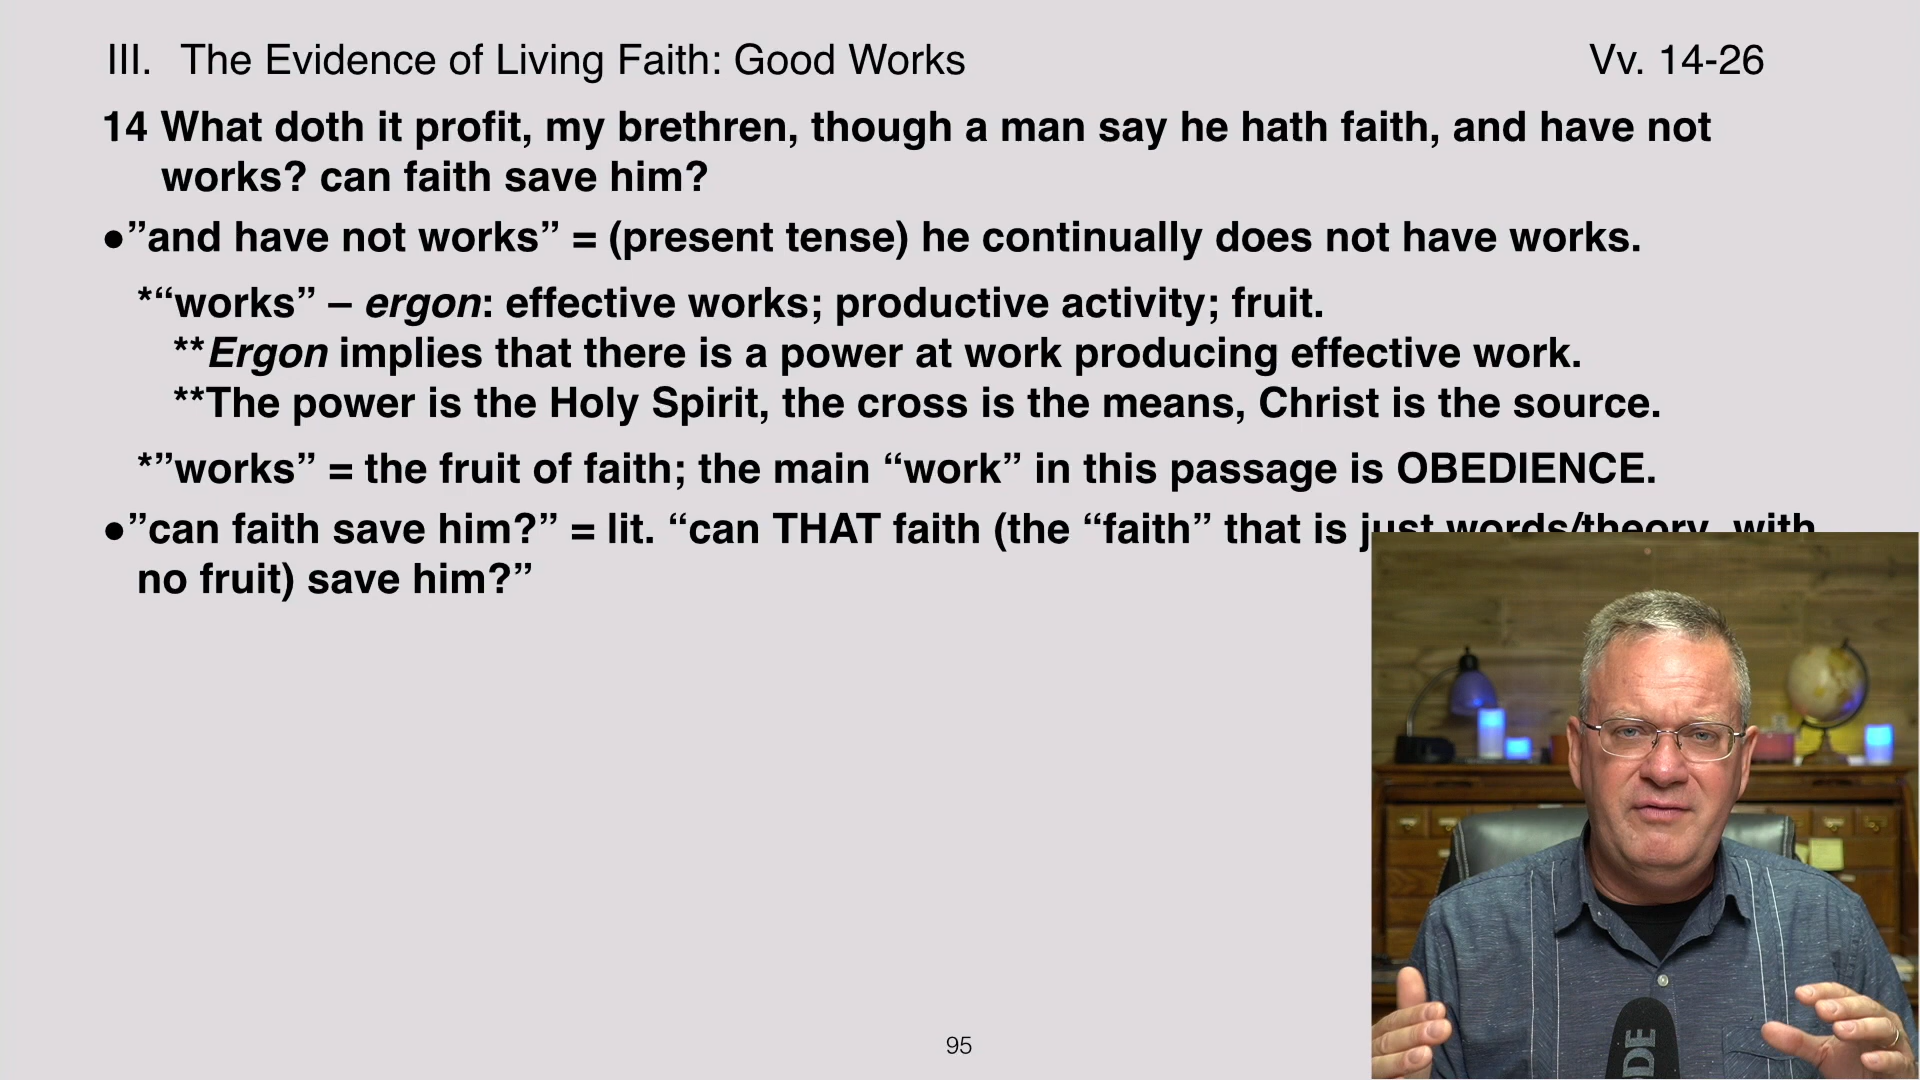 III. The Evidence of Living Faith: Good Works Vv. 14-26
14 What doth it profit, my brethren, though a man say he hath faith, and have not
works? can faith save him?
●”and have not works” = (present tense) he continually does not have works.
*“works” – ergon: effective works; productive activity; fruit.
**Ergon implies that there is a power at work producing effective work.
**The power is the Holy Spirit, the cross is the means, Christ is the source.
*”works” = the fruit of faith; the main “work” in this passage is OBEDIENCE.
●”can faith save him?” = lit. “can THAT faith (the “faith” that is just words/theory, with
no fruit) save him?”
95